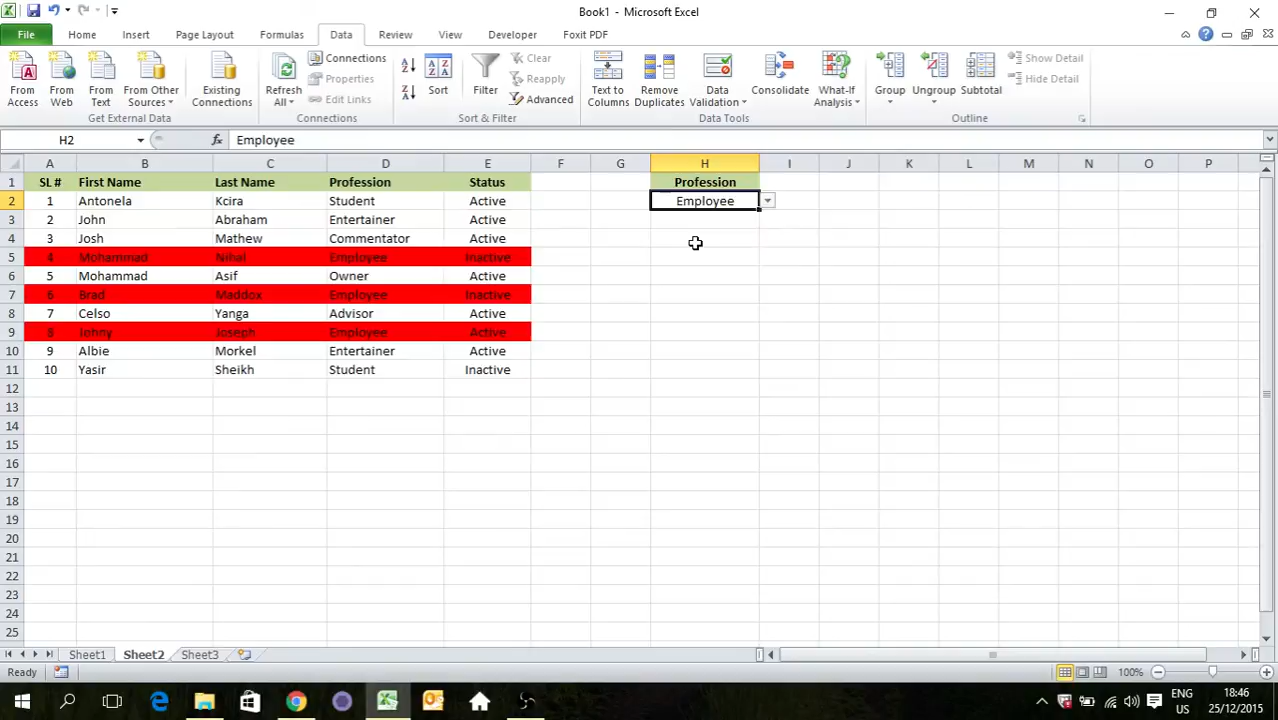 Book1 - Microsoft Excel
File Home Insert Page Layout Formulas Data Review View Developer Foxit PDF
From Access
From Web
From Text
From Other Sources
Existing Connections
Refresh All
Connections
Properties
Edit Links
Sort
Filter
Clear
Reapply
Advanced
Text to Columns
Remove Duplicates
Data Validation
Consolidate
What-If Analysis
Group
Ungroup
Subtotal
Show Detail
Hide Detail
Get External Data Connections Sort & Filter Data Tools Outline
H2 fx Employee
A B C D E F G H I J K L M N O P
1 SL # First Name Last Name Profession Status Profession
2 1 Antonela Kcira Student Active Employee
3 2 John Abraham Entertainer Active
4 3 Josh Mathew Commentator Active
5 4 Mohammad Nihal Employee Inactive
6 5 Mohammad Asif Owner Active
7 6 Brad Maddox Employee Inactive
8 7 Celso Yanga Advisor Active
9 8 Johny Joseph Employee Active
10 9 Albie Morkel Entertainer Active
11 10 Yasir Sheikh Student Inactive
12
13
14
15
16
17
18
19
20
21
22
23
24
25
Sheet1 Sheet2 Sheet3
Ready 100%
ENG 18:46
US 25/12/2015